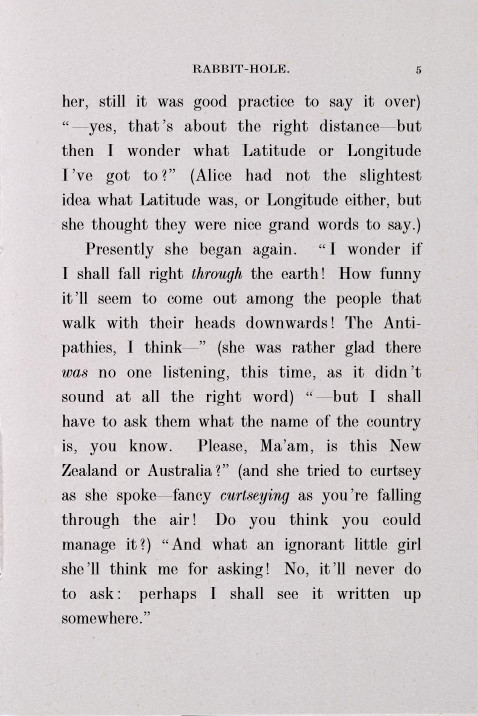 RABBIT-HOLE. 5
her, still it was good practice to say it over)
“—yes, that's about the right distance—but
then I wonder what Latitude or Longitude
I've got to?” (Alice had not the slightest
idea what Latitude was, or Longitude either, but
she thought they were nice grand words to say.)
Presently she began again. “I wonder if
I shall fall right through the earth! How funny
it'll seem to come out among the people that
walk with their heads downwards! The Anti-
pathies, I think—” (she was rather glad there
was no one listening, this time, as it didn't
sound at all the right word) “—but I shall
have to ask them what the name of the country
is, you know. Please, Ma'am, is this New
Zealand or Australia?” (and she tried to curtsey
as she spoke—fancy curtseying as you're falling
through the air! Do you think you could
manage it?) “And what an ignorant little girl
she'll think me for asking! No, it'll never do
to ask: perhaps I shall see it written up
somewhere.”